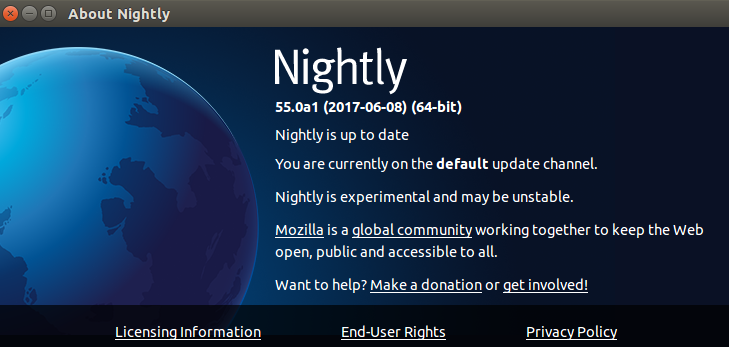 About Nightly
Nightly
55.0a1 (2017-06-08) (64-bit)
Nightly is up to date
You are currently on the default update channel.
Nightly is experimental and may be unstable.
Mozilla is a global community working together to keep the Web
open, public and accessible to all.
Want to help? Make a donation or get involved!
Licensing Information End-User Rights Privacy Policy